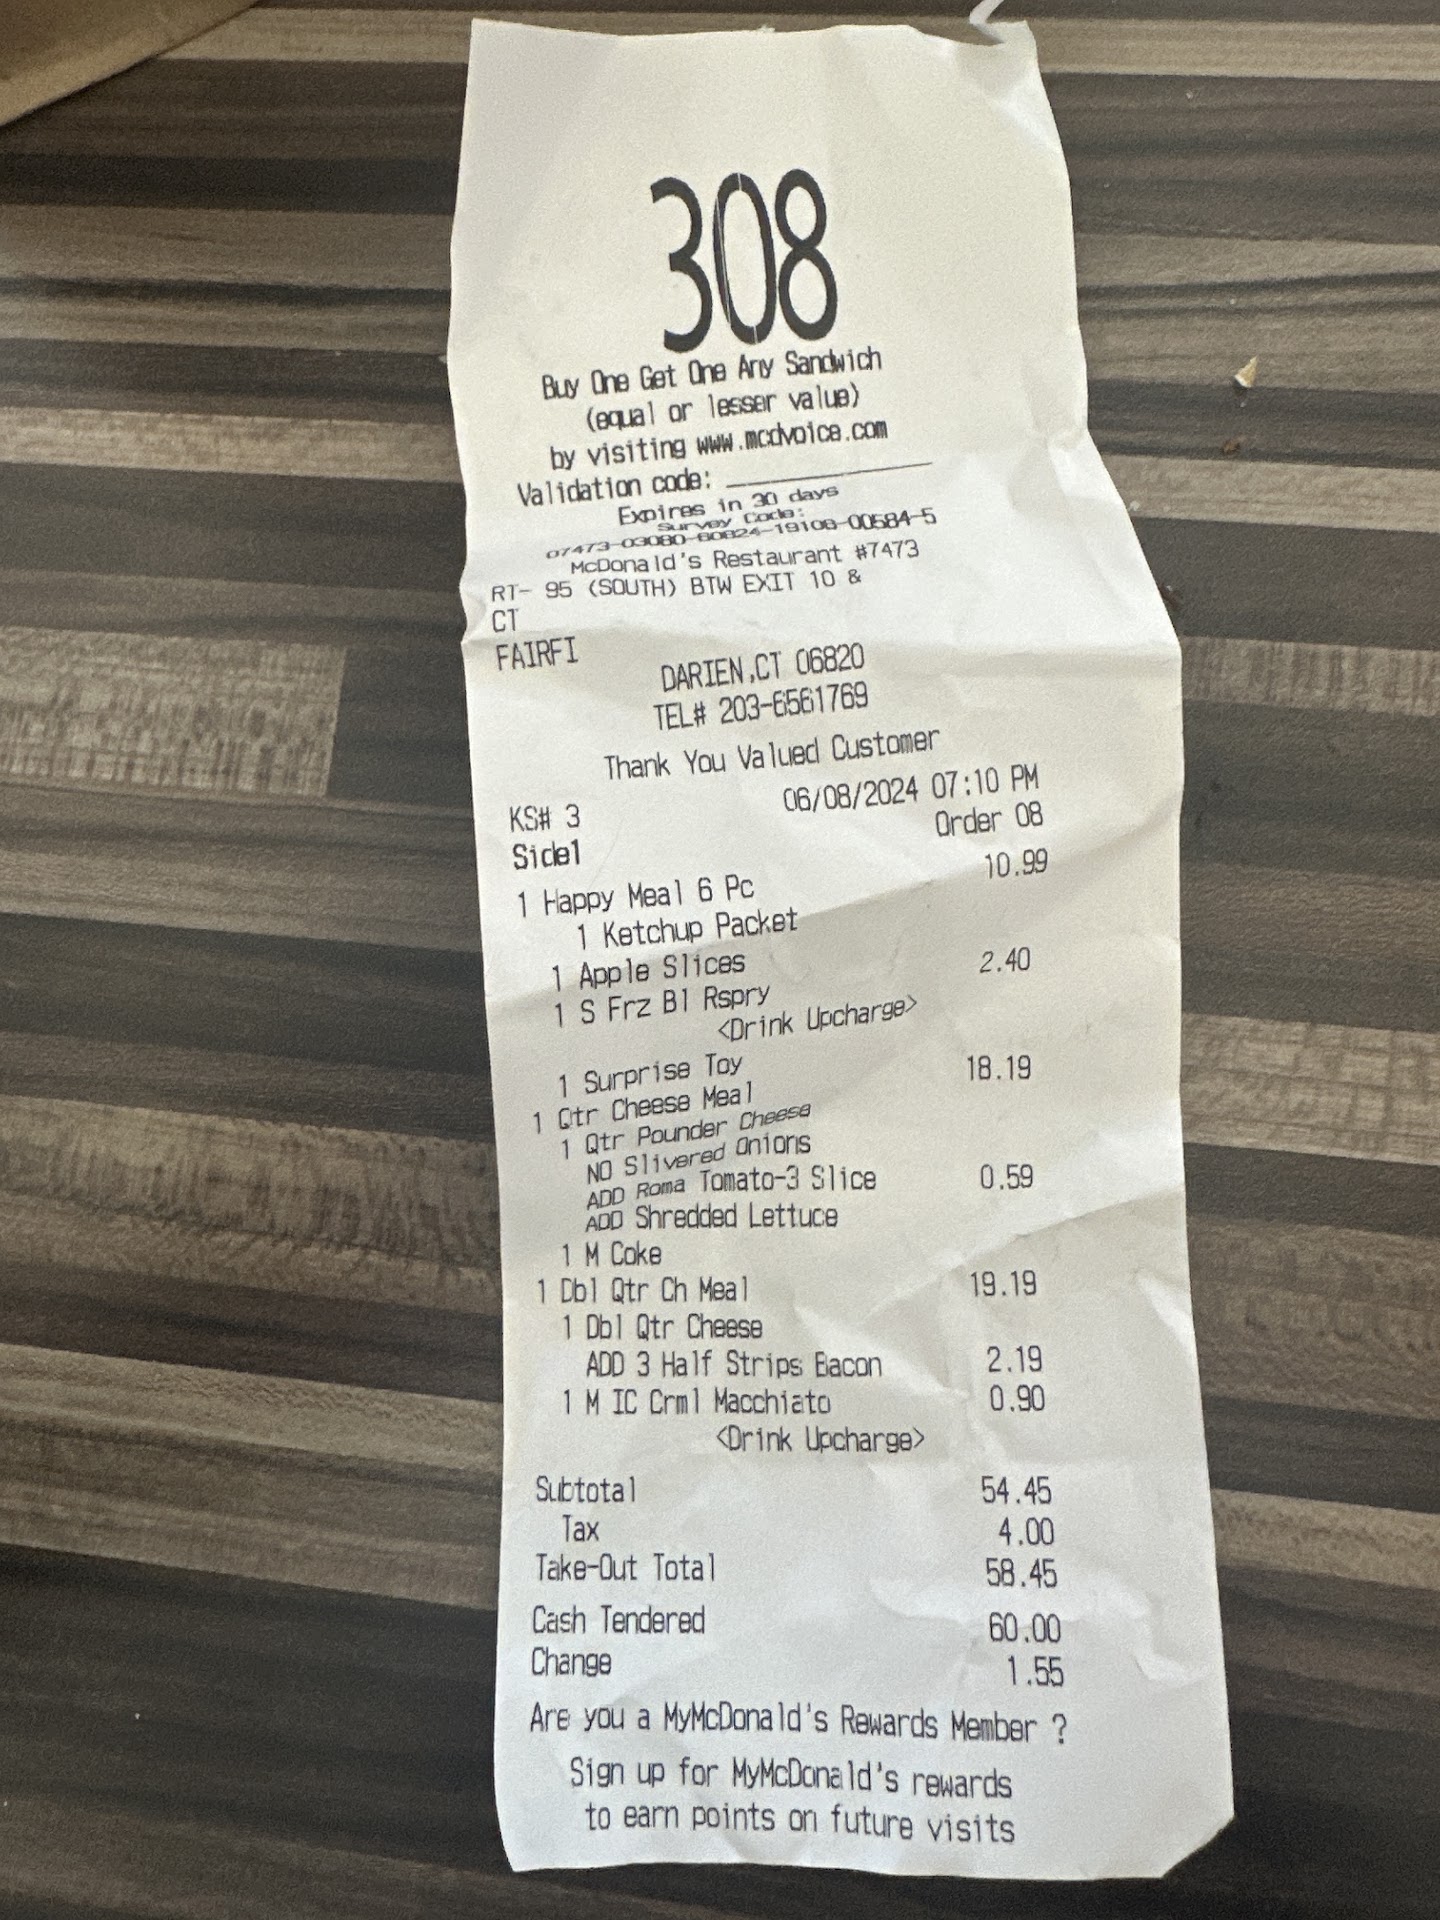 308
Buy One Get One Any Sandwich
(equal or lesser value)
by visiting www.mcdvoice.com
Validation code: ____________
Expires in 30 days
Survey Code:
07473-03080-60824-19108-00584-5
McDonald's Restaurant #7473
RT- 95 (SOUTH) BTW EXIT 10 &
CT
FAIRFI
DARIEN,CT 06820
TEL# 203-6561769
Thank You Valued Customer
KS# 3 06/08/2024 07:10 PM
Side1 Order 08
1 Happy Meal 6 Pc 10.99
1 Ketchup Packet
1 Apple Slices
1 S Frz Bl Rspry 2.40
<Drink Upcharge>
1 Surprise Toy
1 Qtr Cheese Meal 18.19
1 Qtr Pounder Cheese
NO Slivered Onions
ADD Roma Tomato-3 Slice 0.59
ADD Shredded Lettuce
1 M Coke
1 Dbl Qtr Ch Meal 19.19
1 Dbl Qtr Cheese
ADD 3 Half Strips Bacon 2.19
1 M IC Crml Macchiato 0.90
<Drink Upcharge>
Subtotal 54.45
Tax 4.00
Take-Out Total 58.45
Cash Tendered 60.00
Change 1.55
Are you a MyMcDonald's Rewards Member ?
Sign up for MyMcDonald's rewards
to earn points on future visits